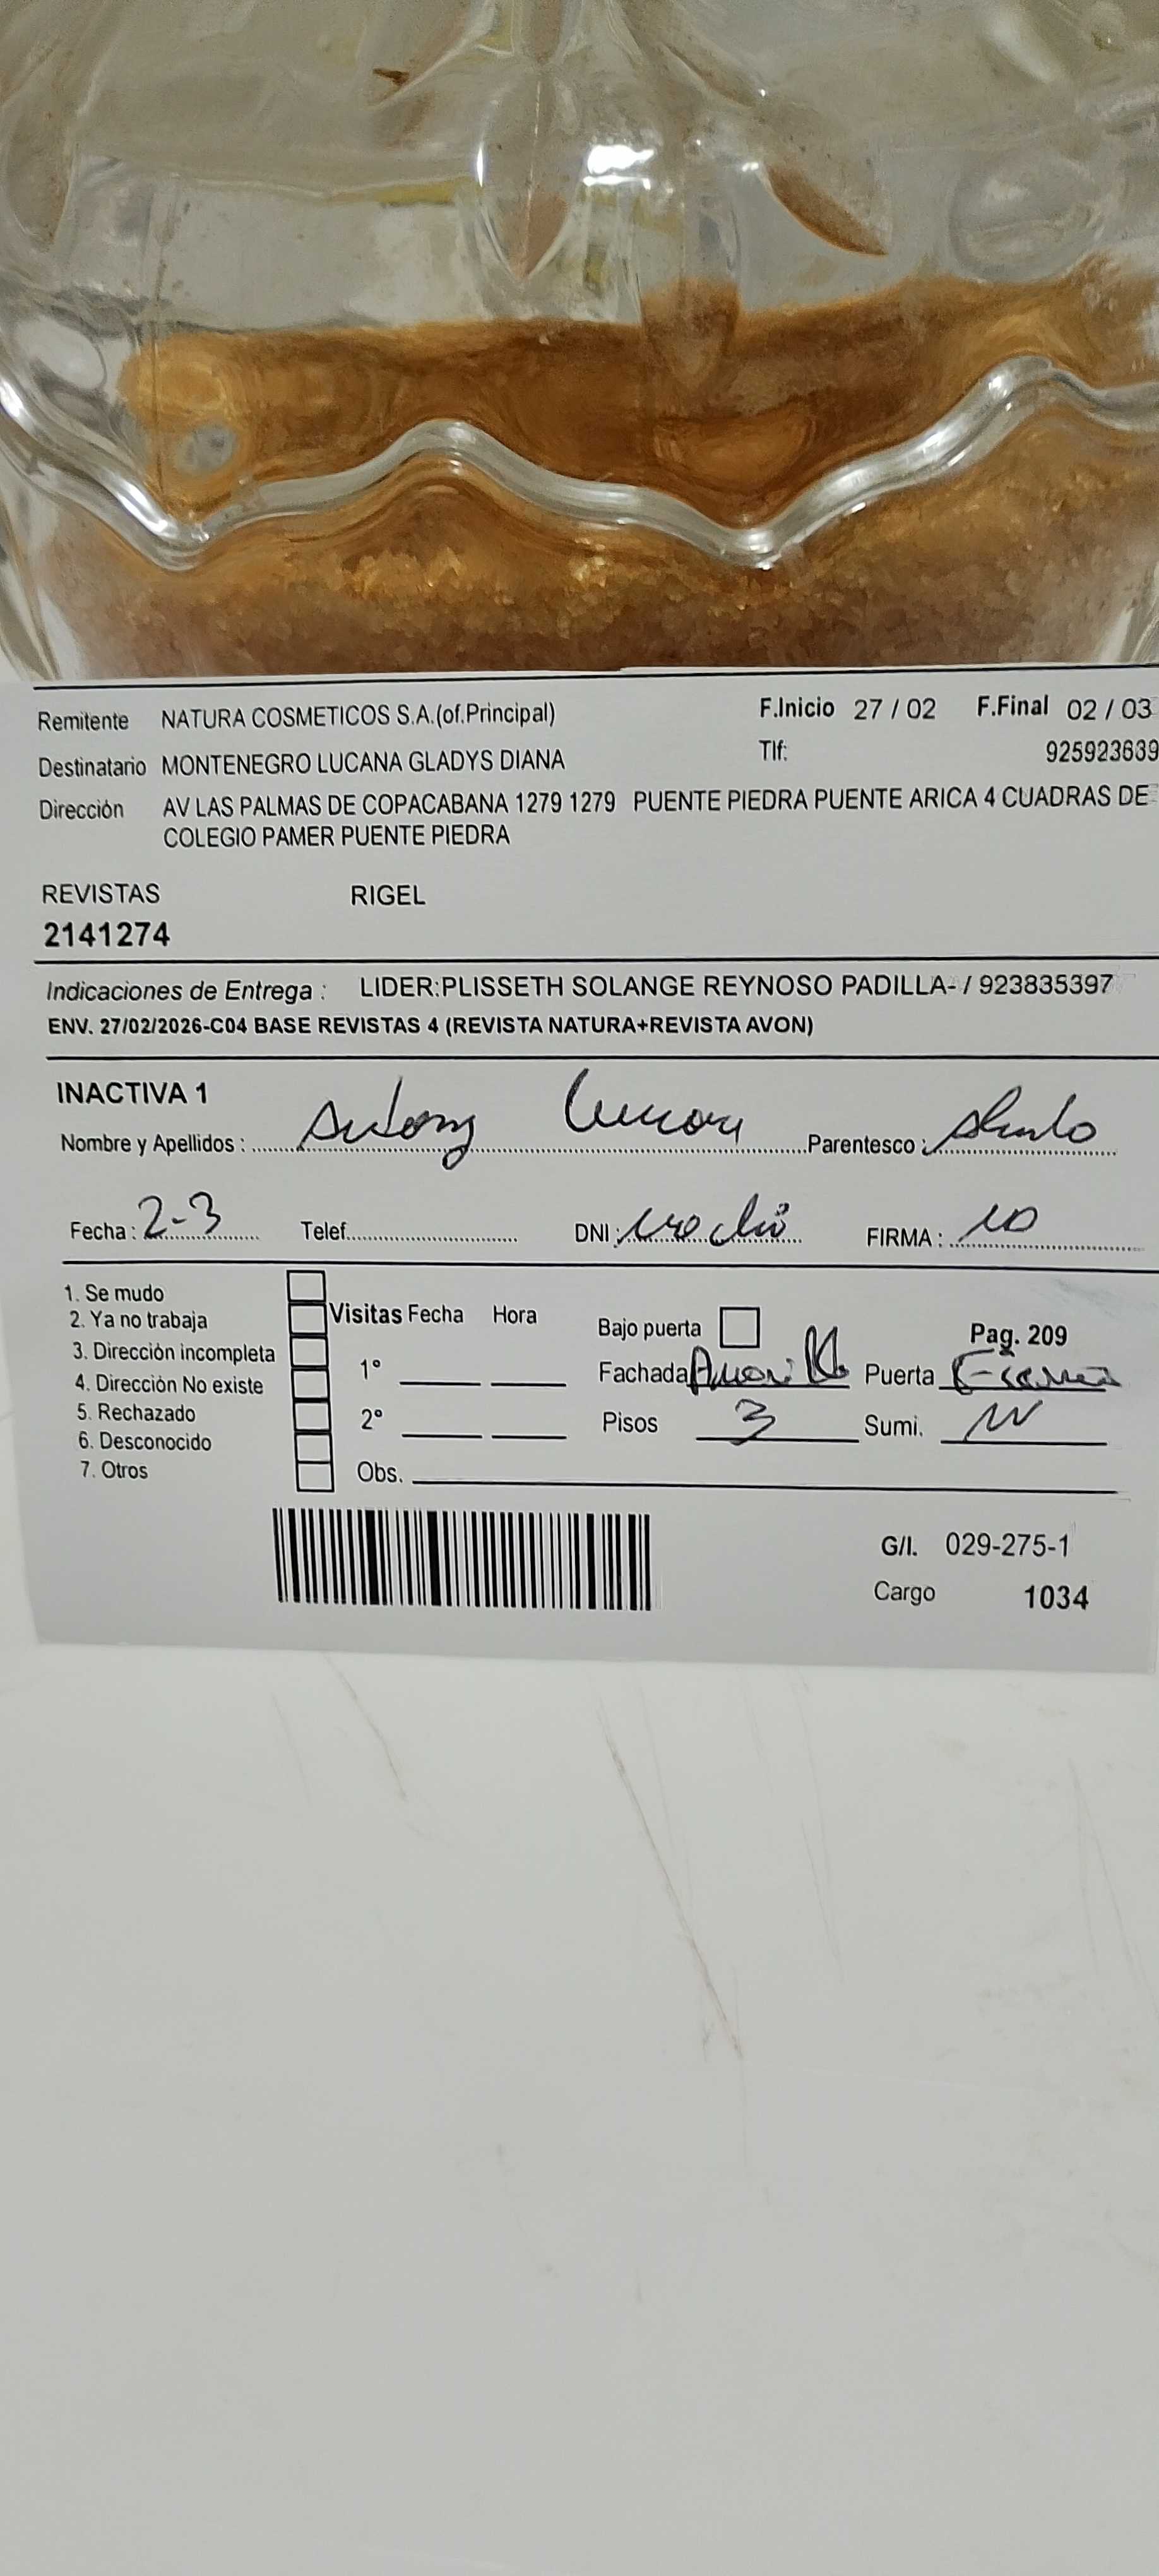 Remitente NATURA COSMETICOS S.A.(of.Principal) F.Inicio 27 / 02 F.Final 02 / 03
Destinatario MONTENEGRO LUCANA GLADYS DIANA Tlf: 925923639
Dirección AV LAS PALMAS DE COPACABANA 1279 1279 PUENTE PIEDRA PUENTE ARICA 4 CUADRAS DE
COLEGIO PAMER PUENTE PIEDRA
REVISTAS RIGEL
2141274
Indicaciones de Entrega : LIDER:PLISSETH SOLANGE REYNOSO PADILLA- / 923835397
ENV. 27/02/2026-C04 BASE REVISTAS 4 (REVISTA NATURA+REVISTA AVON)
INACTIVA 1
Nombre y Apellidos : Parentesco :
Fecha : 2-3 Telef. DNI : FIRMA :
1. Se mudo
2. Ya no trabaja
3. Dirección incompleta
4. Dirección No existe
5. Rechazado
6. Desconocido
7. Otros
Visitas Fecha Hora
1°
2°
Obs.
Bajo puerta Pag. 209
Fachada Puerta
Pisos 3 Sumi.
G/I. 029-275-1
Cargo 1034